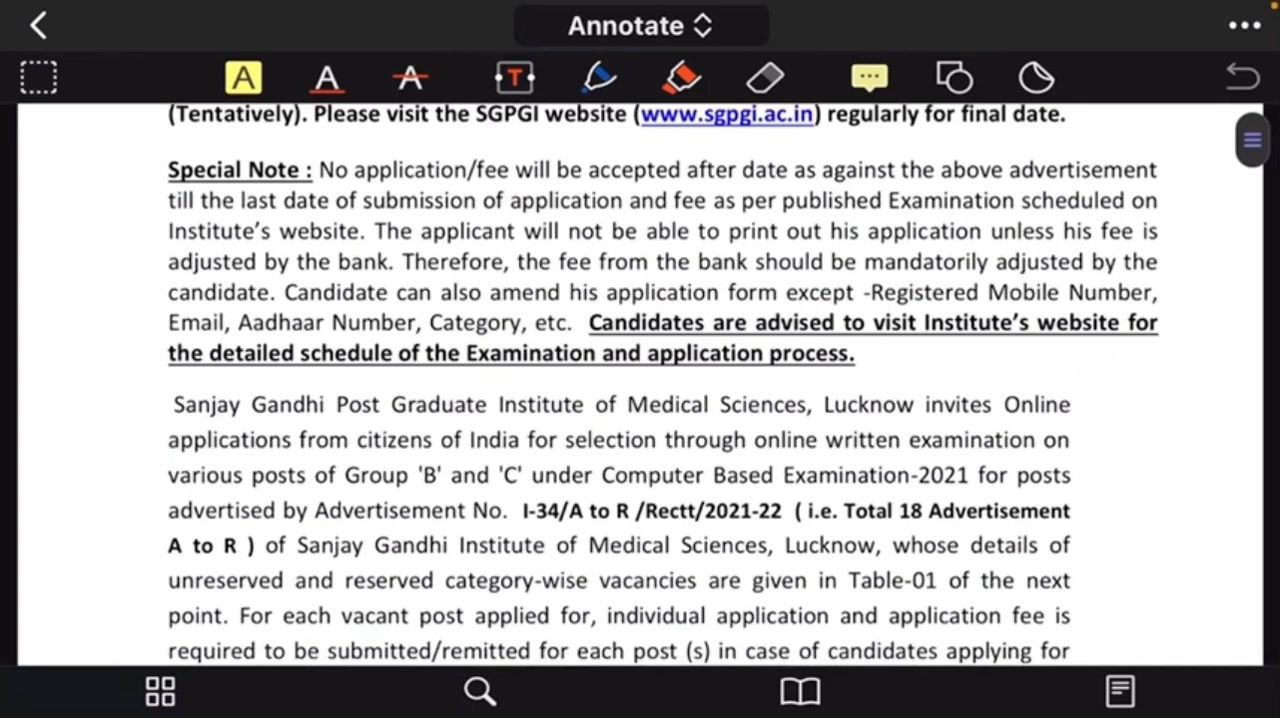 Annotate
A
A
A
T
(Tentatively). Please visit the SGPGI website (www.sgpgi.ac.in) regularly for final date.
Special Note : No application/fee will be accepted after date as against the above advertisement
till the last date of submission of application and fee as per published Examination scheduled on
Institute's website. The applicant will not be able to print out his application unless his fee is
adjusted by the bank. Therefore, the fee from the bank should be mandatorily adjusted by the
candidate. Candidate can also amend his application form except -Registered Mobile Number,
Email, Aadhaar Number, Category, etc. Candidates are advised to visit Institute's website for
the detailed schedule of the Examination and application process.
Sanjay Gandhi Post Graduate Institute of Medical Sciences, Lucknow invites Online
applications from citizens of India for selection through online written examination on
various posts of Group 'B' and 'C' under Computer Based Examination-2021 for posts
advertised by Advertisement No. I-34/A to R /Rectt/2021-22 ( i.e. Total 18 Advertisement
A to R ) of Sanjay Gandhi Institute of Medical Sciences, Lucknow, whose details of
unreserved and reserved category-wise vacancies are given in Table-01 of the next
point. For each vacant post applied for, individual application and application fee is
required to be submitted/remitted for each post (s) in case of candidates applying for